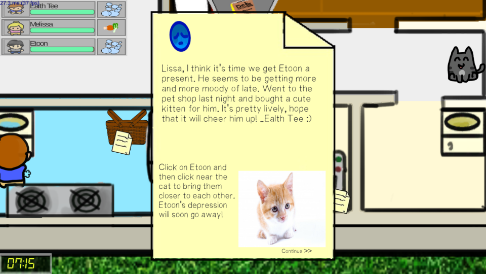 Ealth Tee
Melissa
Etoon
Lissa, I think it's time we get Etoon a
present. He seems to be getting more
and more moody of late. Went to the
pet shop last night and bought a cute
kitten for him. It's pretty lively, hope
that it will cheer him up! _Ealth Tee :)
Click on Etoon and
then click near the
cat to bring them
closer to each other.
Etoon's depression
will soon go away!
Continue >>
07:15